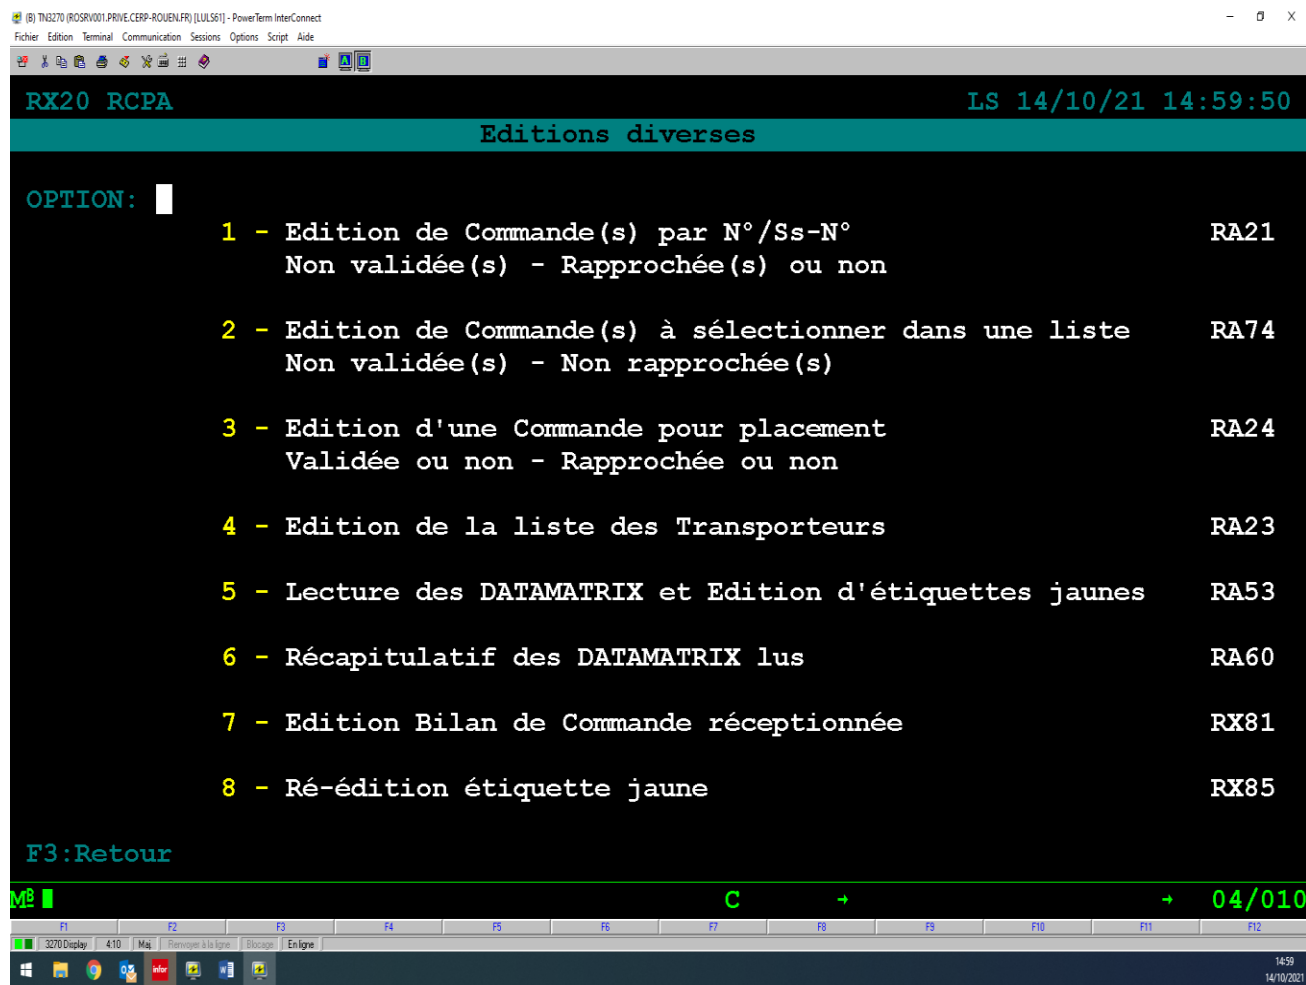 (B) TN3270 (ROSRV001.PRIVE.CERP-ROUEN.FR) [LULS61] - PowerTerm InterConnect
Fichier Edition Terminal Communication Sessions Options Script Aide
A B
RX20 RCPA LS 14/10/21 14:59:50
Editions diverses
OPTION:
1 - Edition de Commande(s) par N°/Ss-N° RA21
Non validée(s) - Rapprochée(s) ou non
2 - Edition de Commande(s) à sélectionner dans une liste RA74
Non validée(s) - Non rapprochée(s)
3 - Edition d'une Commande pour placement RA24
Validée ou non - Rapprochée ou non
4 - Edition de la liste des Transporteurs RA23
5 - Lecture des DATAMATRIX et Edition d'étiquettes jaunes RA53
6 - Récapitulatif des DATAMATRIX lus RA60
7 - Edition Bilan de Commande réceptionnée RX81
8 - Ré-édition étiquette jaune RX85
F3:Retour
MB C → → 04/010
F1 F2 F3 F4 F5 F6 F7 F8 F9 F10 F11 F12
3270 Display 4:10 Maj. Renvoyer à la ligne Blocage En ligne
infor
14:59
14/10/2021